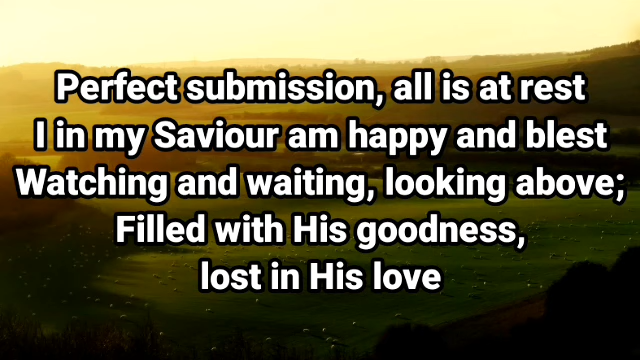 Perfect submission, all is at rest
I in my Saviour am happy and blest
Watching and waiting, looking above;
Filled with His goodness,
lost in His love